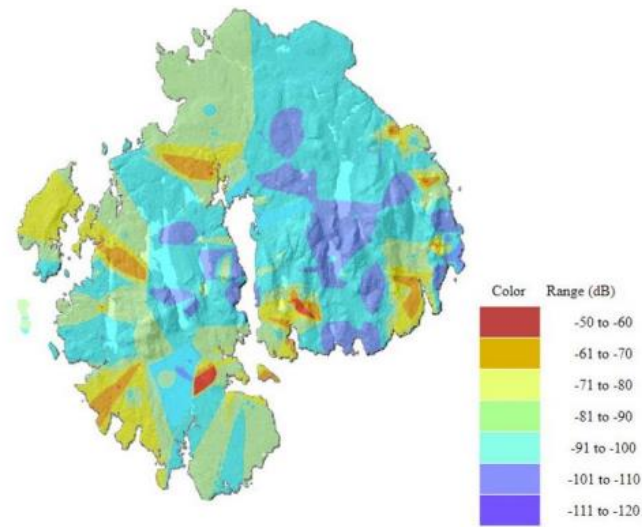 Color Range (dB)
-50 to -60
-61 to -70
-71 to -80
-81 to -90
-91 to -100
-101 to -110
-111 to -120